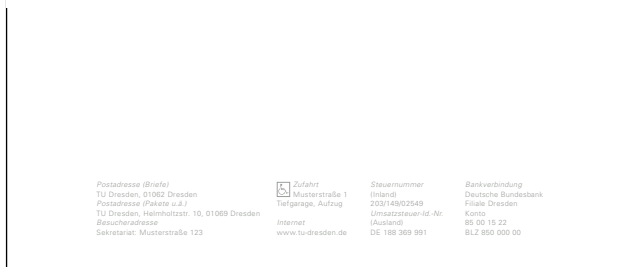 Postadresse (Briefe)
TU Dresden, 01062 Dresden
Postadresse (Pakete u.ä.)
TU Dresden, Helmholtzstr. 10, 01069 Dresden
Besucheradresse
Sekretariat: Musterstraße 123
Zufahrt
Musterstraße 1
Tiefgarage, Aufzug
Internet
www.tu-dresden.de
Steuernummer
(Inland)
203/149/02549
Umsatzsteuer-Id.-Nr.
(Ausland)
DE 188 369 991
Bankverbindung
Deutsche Bundesbank
Filiale Dresden
Konto
85 00 15 22
BLZ 850 000 00